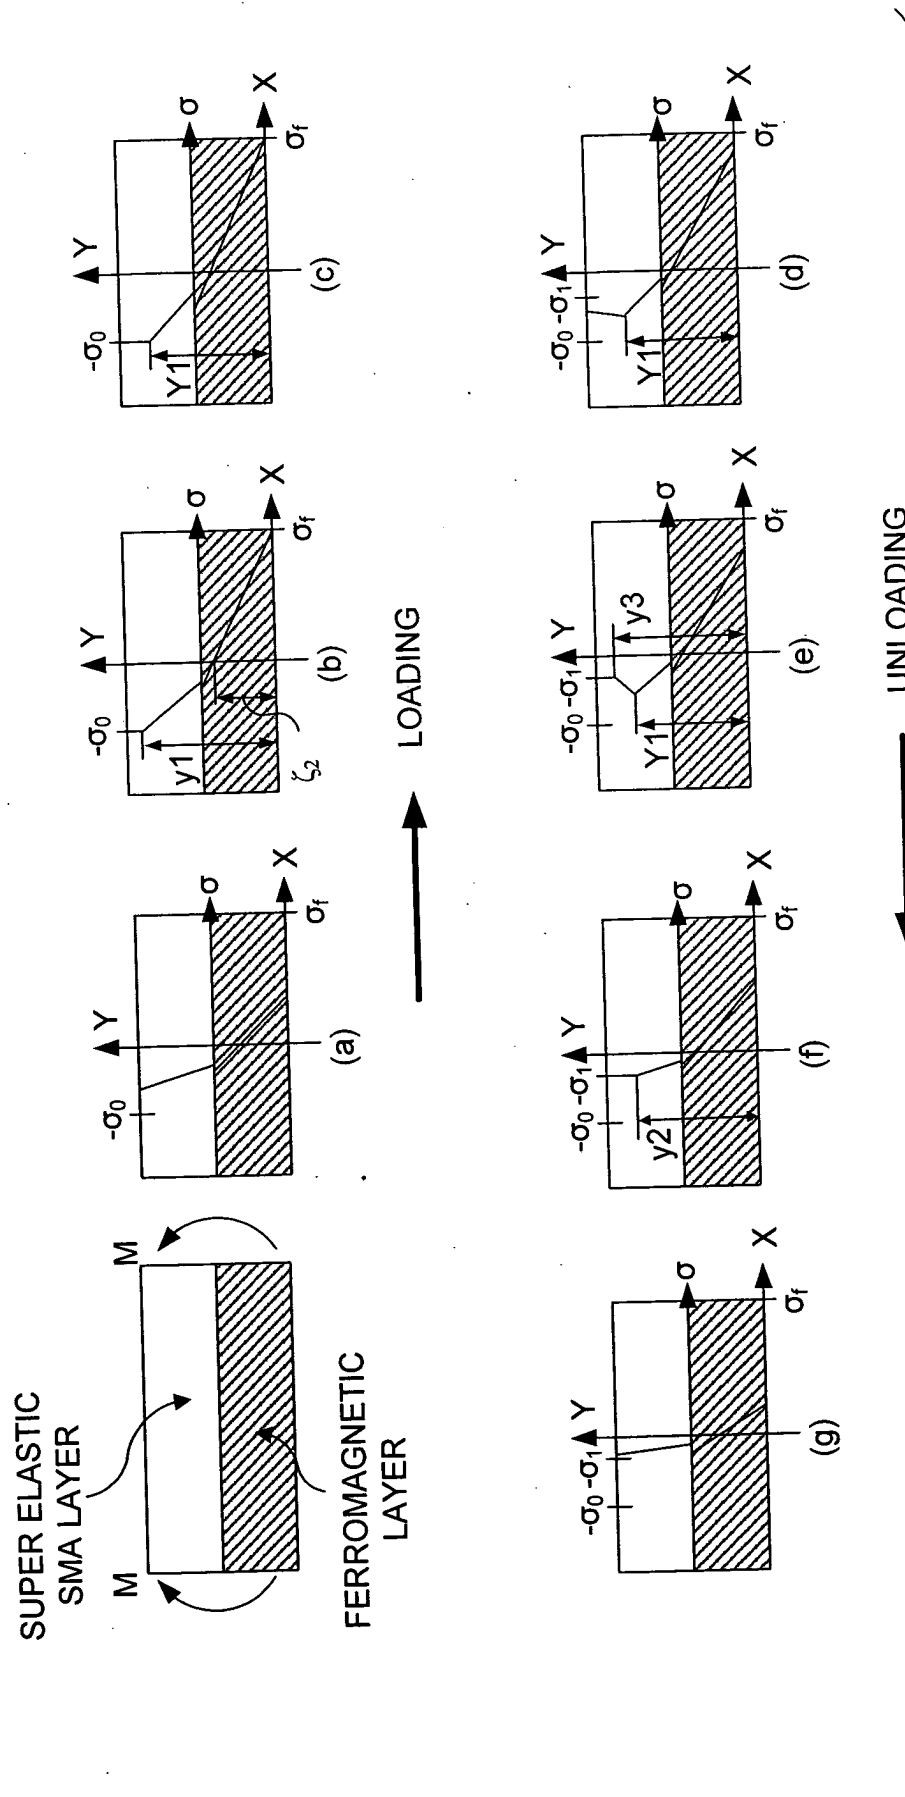 SUPER ELASTIC
SMA LAYER
M
M
FERROMAGNETIC
LAYER
-σ0
Y
σ
X
σf
(a)
-σ0
Y
σ
X
y1
ζ2
σf
(b)
-σ0
Y
σ
X
Y1
σf
(c)
LOADING
-σ0 -σ1
Y
σ
X
σf
(g)
-σ0 -σ1
Y
σ
X
y2
σf
(f)
-σ0 -σ1
Y
σ
X
Y1
y3
σf
(e)
-σ0 -σ1
Y
σ
X
Y1
σf
(d)
UNLOADING